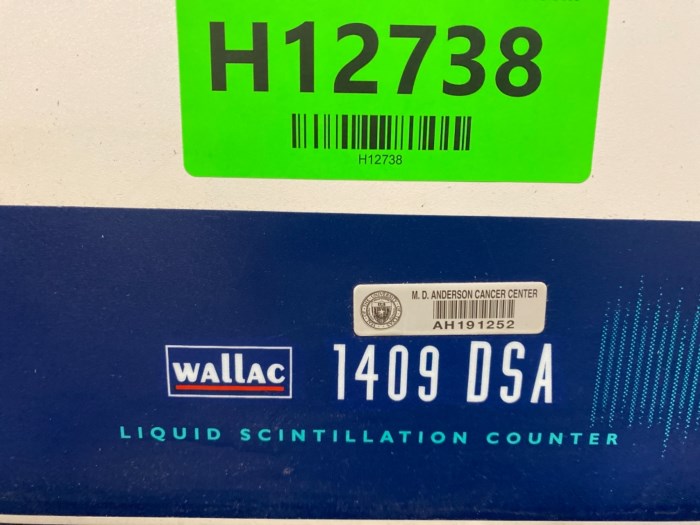 H12738
H12738
M. D. ANDERSON CANCER CENTER
AH191252
WALLAC
1409 DSA
LIQUID SCINTILLATION COUNTER